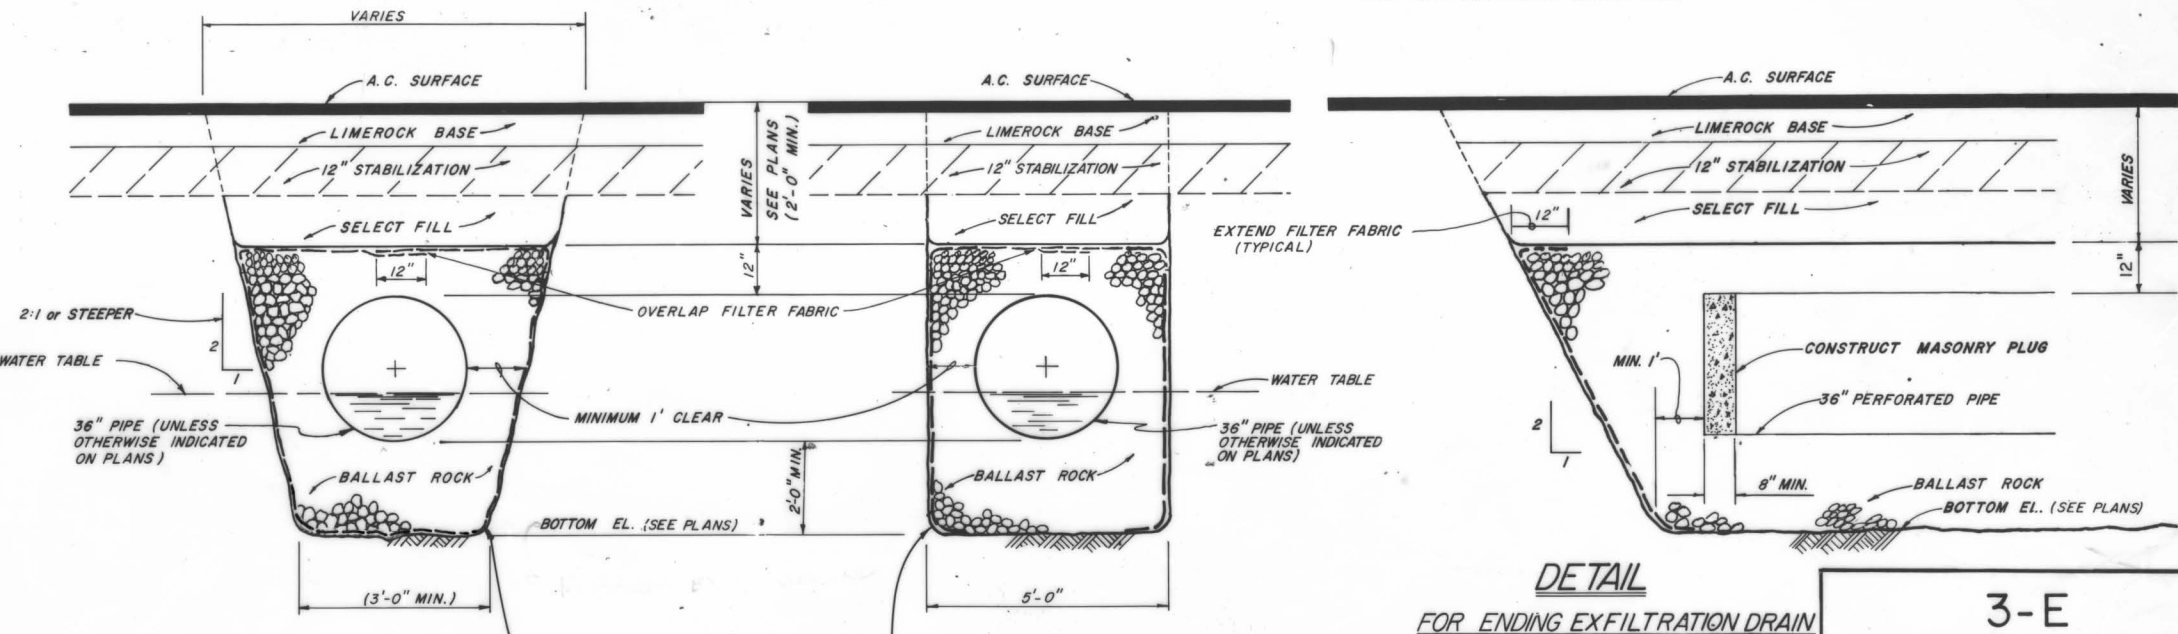 VARIES
A.C. SURFACE
LIMEROCK BASE
12" STABILIZATION
SELECT FILL
12"
2:1 or STEEPER
2
1
WATER TABLE
36" PIPE (UNLESS
OTHERWISE INDICATED
ON PLANS)
BALLAST ROCK
(3'-0" MIN.)
VARIES
SEE PLANS
(2'-0" MIN.)
12"
OVERLAP FILTER FABRIC
MINIMUM 1' CLEAR
2'-0" MIN.
BOTTOM EL. (SEE PLANS)
A.C. SURFACE
LIMEROCK BASE
12" STABILIZATION
SELECT FILL
12"
WATER TABLE
36" PIPE (UNLESS
OTHERWISE INDICATED
ON PLANS)
BALLAST ROCK
5'-0"
A.C. SURFACE
LIMEROCK BASE
12" STABILIZATION
SELECT FILL
VARIES
12"
12"
EXTEND FILTER FABRIC
(TYPICAL)
MIN. 1'
CONSTRUCT MASONRY PLUG
36" PERFORATED PIPE
2
1
8" MIN.
BALLAST ROCK
BOTTOM EL. (SEE PLANS)
DETAIL
FOR ENDING EXFILTRATION DRAIN
3-E